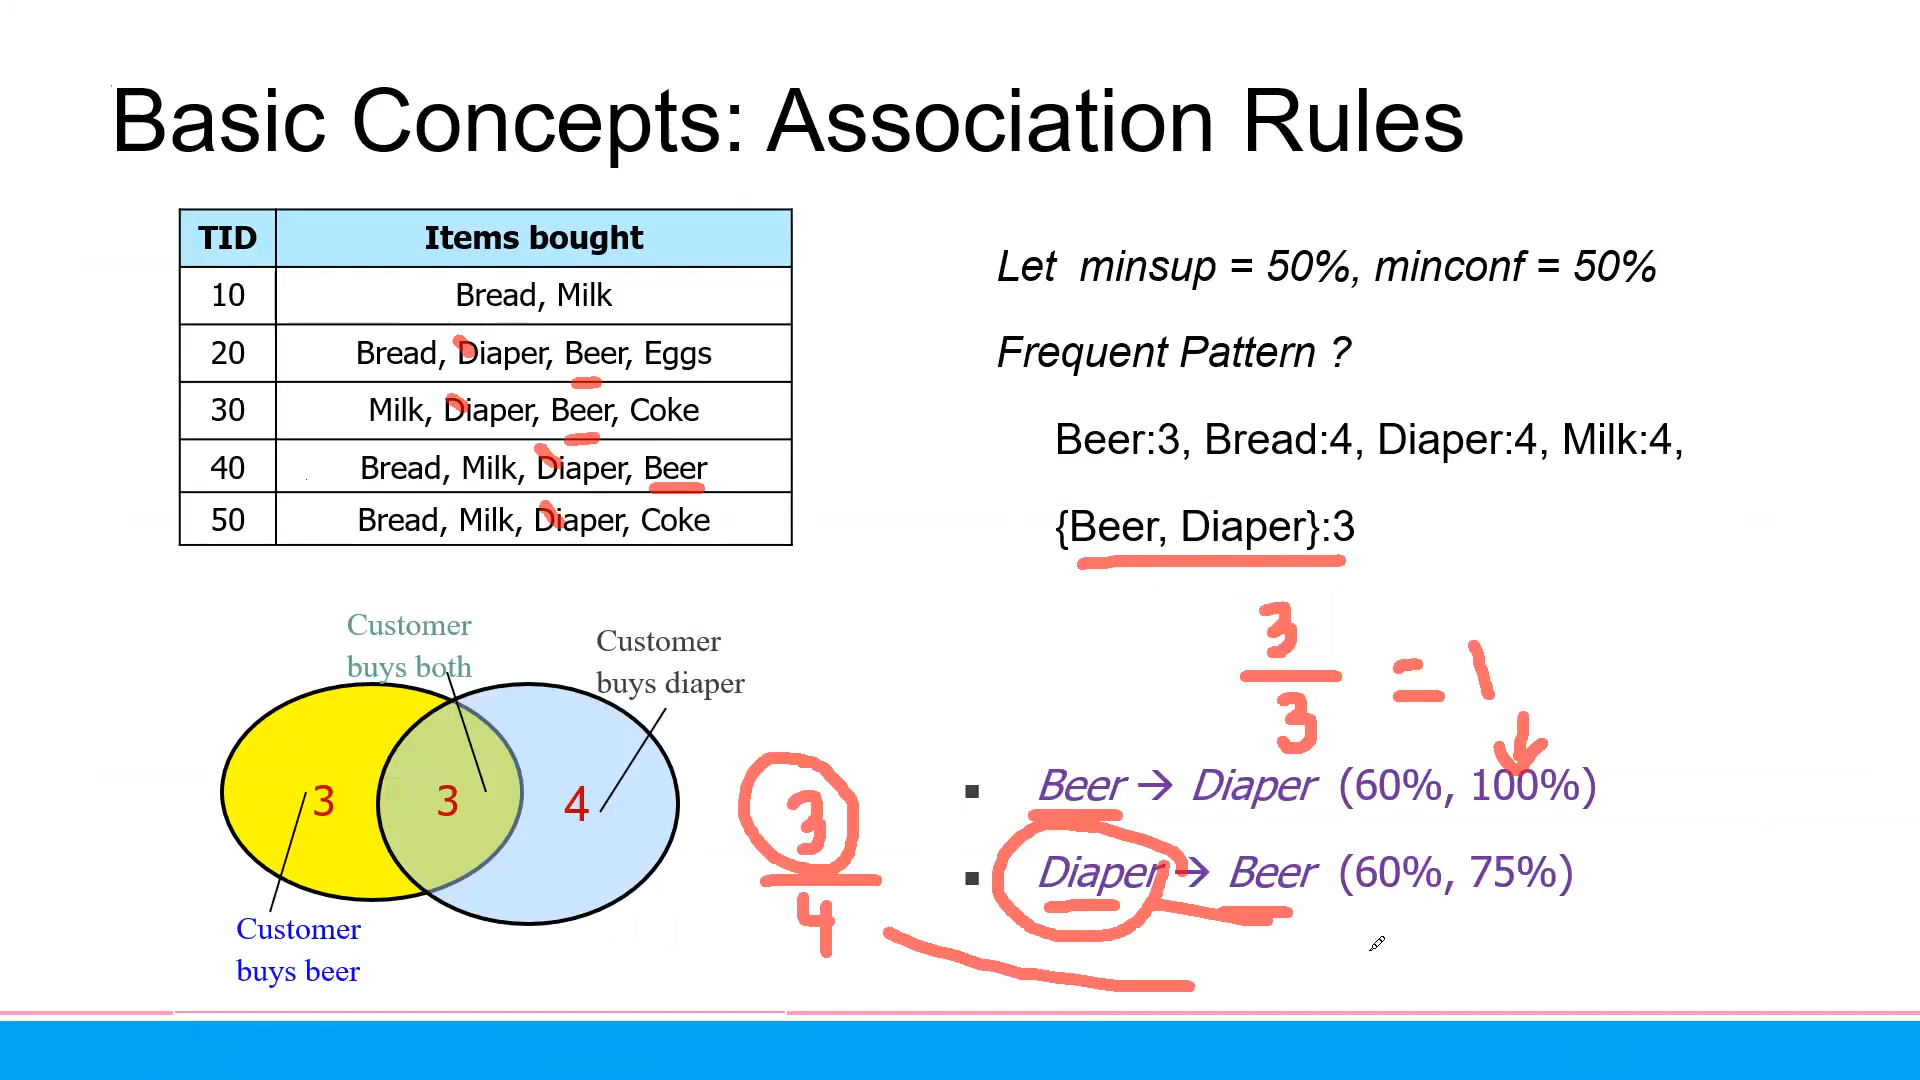 Basic Concepts: Association Rules
TID Items bought
10 Bread, Milk
20 Bread, Diaper, Beer, Eggs
30 Milk, Diaper, Beer, Coke
40 Bread, Milk, Diaper, Beer
50 Bread, Milk, Diaper, Coke
Let minsup = 50%, minconf = 50%
Frequent Pattern ?
Beer:3, Bread:4, Diaper:4, Milk:4,
{Beer, Diaper}:3
3
3
= 1
Customer
buys both
Customer
buys diaper
3 3 4
Customer
buys beer
3
4
▪ Beer → Diaper (60%, 100%)
▪ Diaper → Beer (60%, 75%)